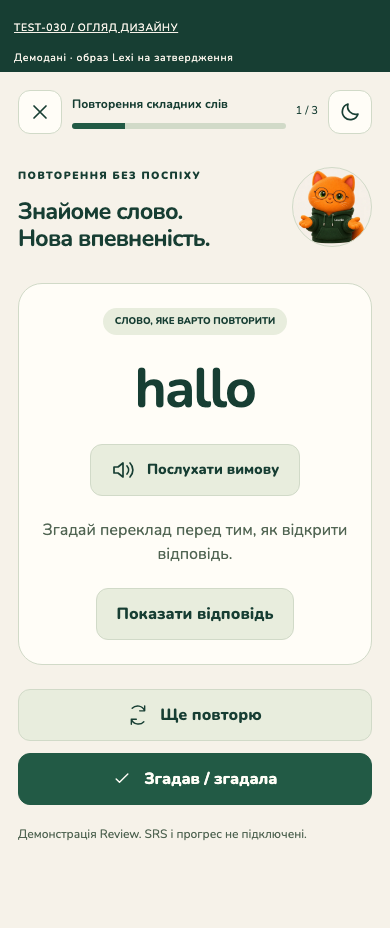 TEST-030 / ОГЛЯД ДИЗАЙНУ
Демодані · образ Lexi на затвердження
Повторення складних слів
1 / 3
ПОВТОРЕННЯ БЕЗ ПОСПІХУ
Знайоме слово.
Нова впевненість.
СЛОВО, ЯКЕ ВАРТО ПОВТОРИТИ
hallo
Послухати вимову
Згадай переклад перед тим, як відкрити
відповідь.
Показати відповідь
Ще повторю
Згадав / згадала
Демонстрація Review. SRS і прогрес не підключені.